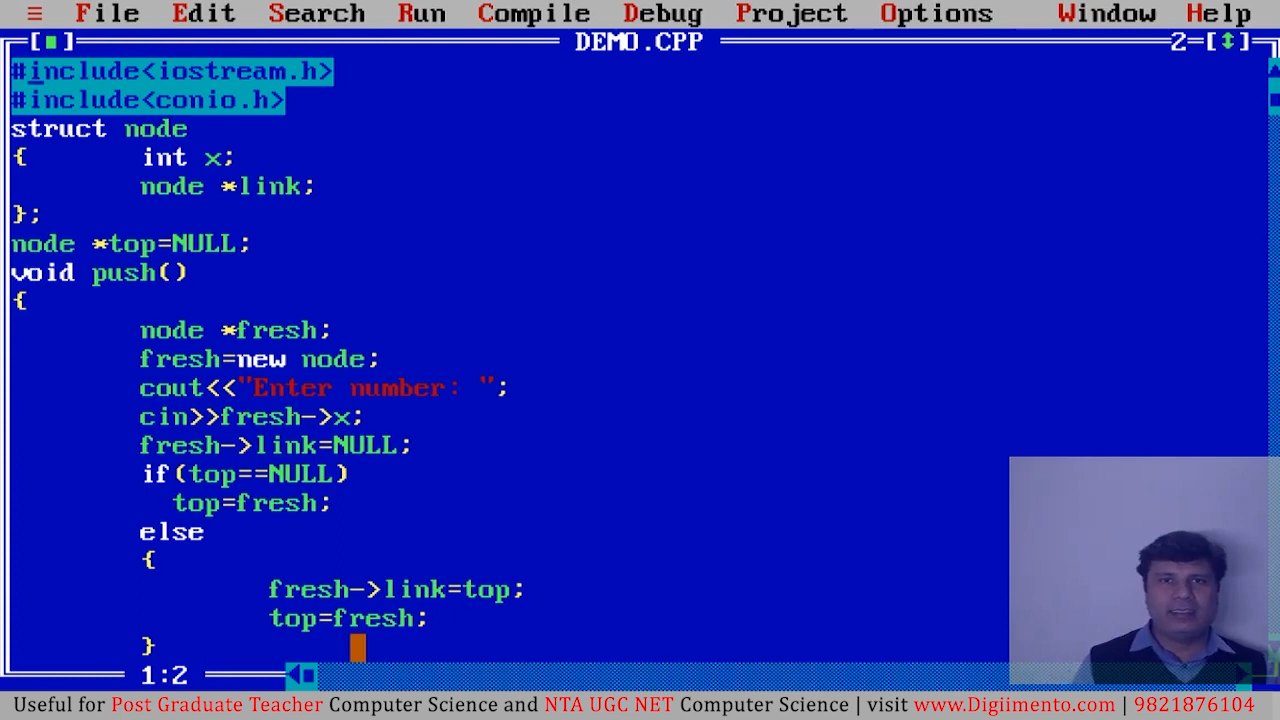 ≡ File Edit Search Run Compile Debug Project Options Window Help
[■] DEMO.CPP 2=[↕]
#include<iostream.h>
#include<conio.h>
struct node
{ int x;
node *link;
};
node *top=NULL;
void push()
{
node *fresh;
fresh=new node;
cout<<"Enter number: ";
cin>>fresh->x;
fresh->link=NULL;
if(top==NULL)
top=fresh;
else
{
fresh->link=top;
top=fresh;
}
1:2
Useful for Post Graduate Teacher Computer Science and NTA UGC NET Computer Science | visit www.Digiimento.com | 9821876104